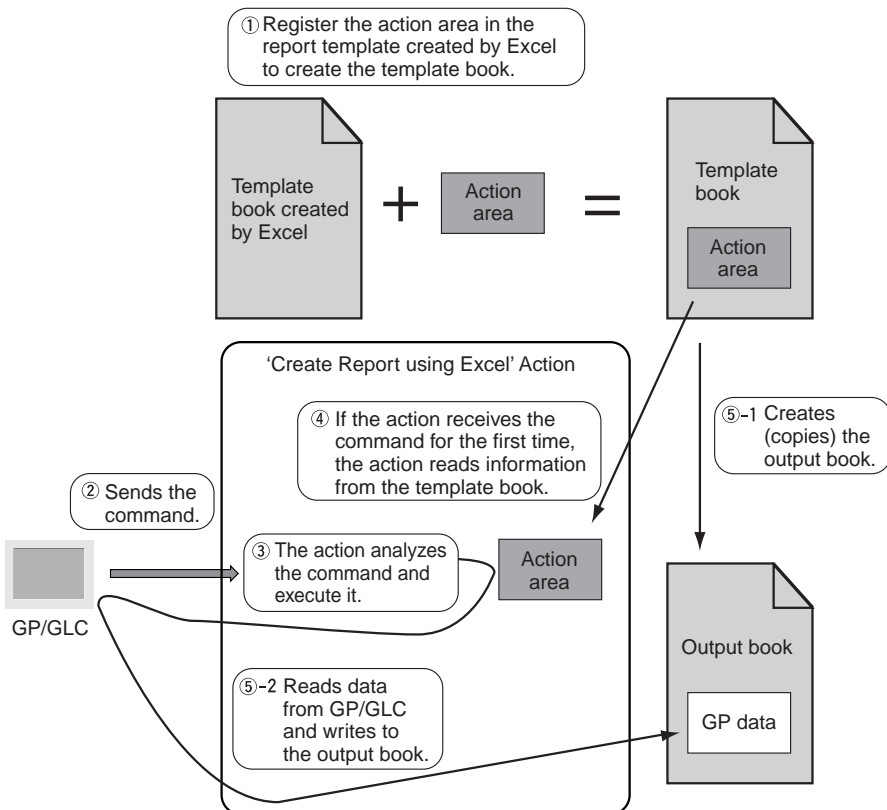 ① Register the action area in the
report template created by Excel
to create the template book.
Template
book created
by Excel
+
Action
area
=
Template
book
Action
area
'Create Report using Excel' Action
④ If the action receives the
command for the first time,
the action reads information
from the template book.
⑤-1 Creates
(copies) the
output book.
② Sends the
command.
③ The action analyzes
the command and
execute it.
Action
area
GP/GLC
⑤-2 Reads data
from GP/GLC
and writes to
the output book.
Output book
GP data